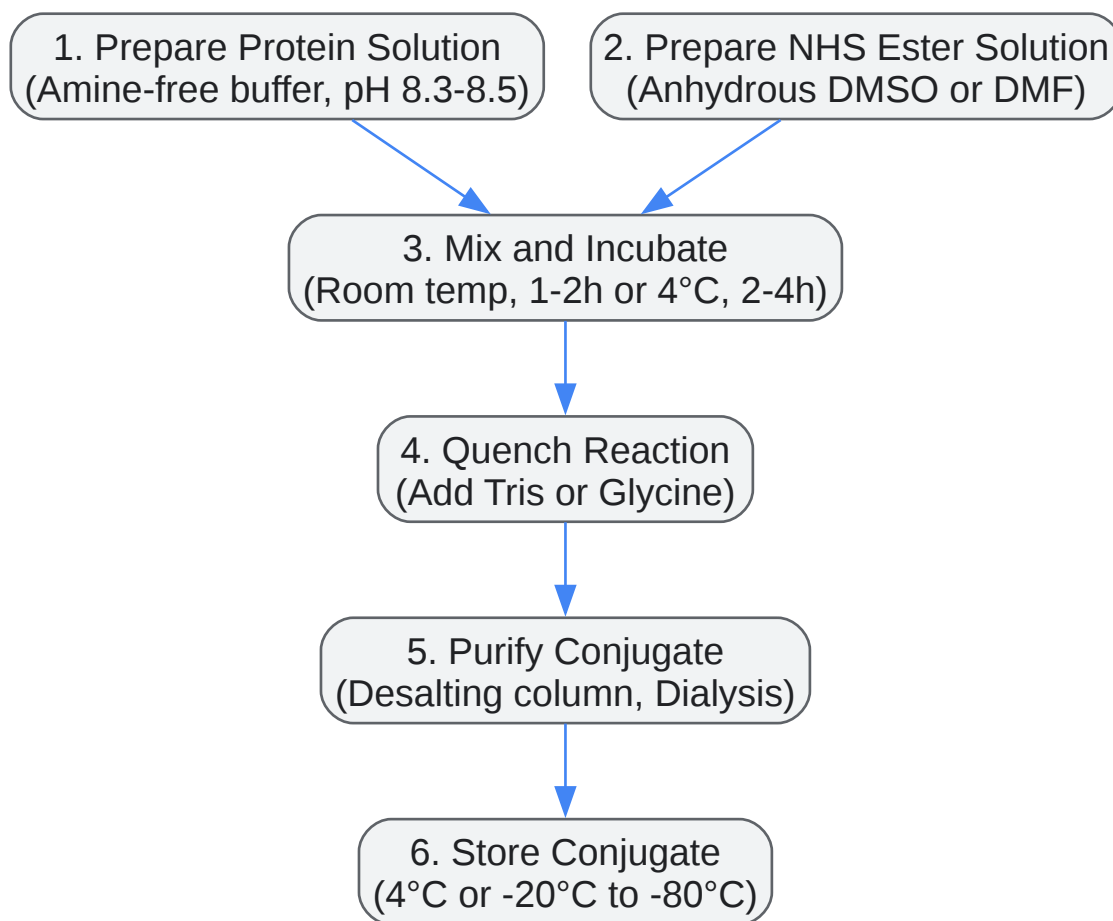 1. Prepare Protein Solution
(Amine-free buffer, pH 8.3-8.5)
2. Prepare NHS Ester Solution
(Anhydrous DMSO or DMF)
3. Mix and Incubate
(Room temp, 1-2h or 4°C, 2-4h)
4. Quench Reaction
(Add Tris or Glycine)
5. Purify Conjugate
(Desalting column, Dialysis)
6. Store Conjugate
(4°C or -20°C to -80°C)